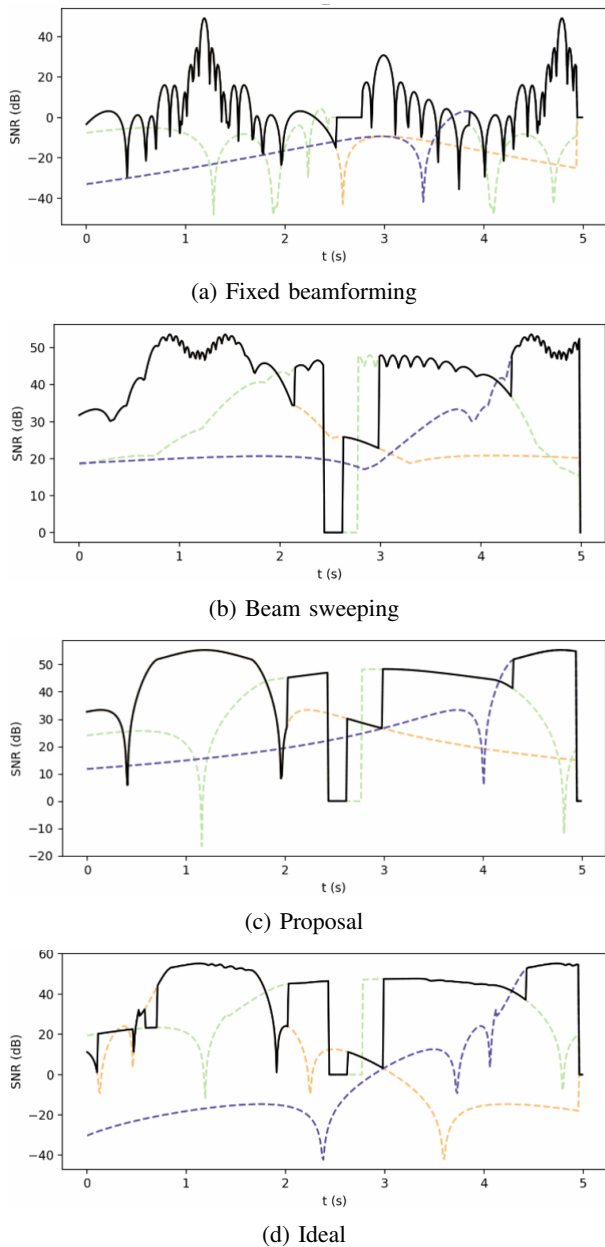 40
20
0
−20
−40
SNR (dB)
0 1 2 3 4 5
t (s)
(a) Fixed beamforming
50
40
30
20
10
0
SNR (dB)
0 1 2 3 4 5
t (s)
(b) Beam sweeping
50
40
30
20
10
0
−10
−20
SNR (dB)
0 1 2 3 4 5
t (s)
(c) Proposal
60
40
20
0
−20
−40
SNR (dB)
0 1 2 3 4 5
t (s)
(d) Ideal